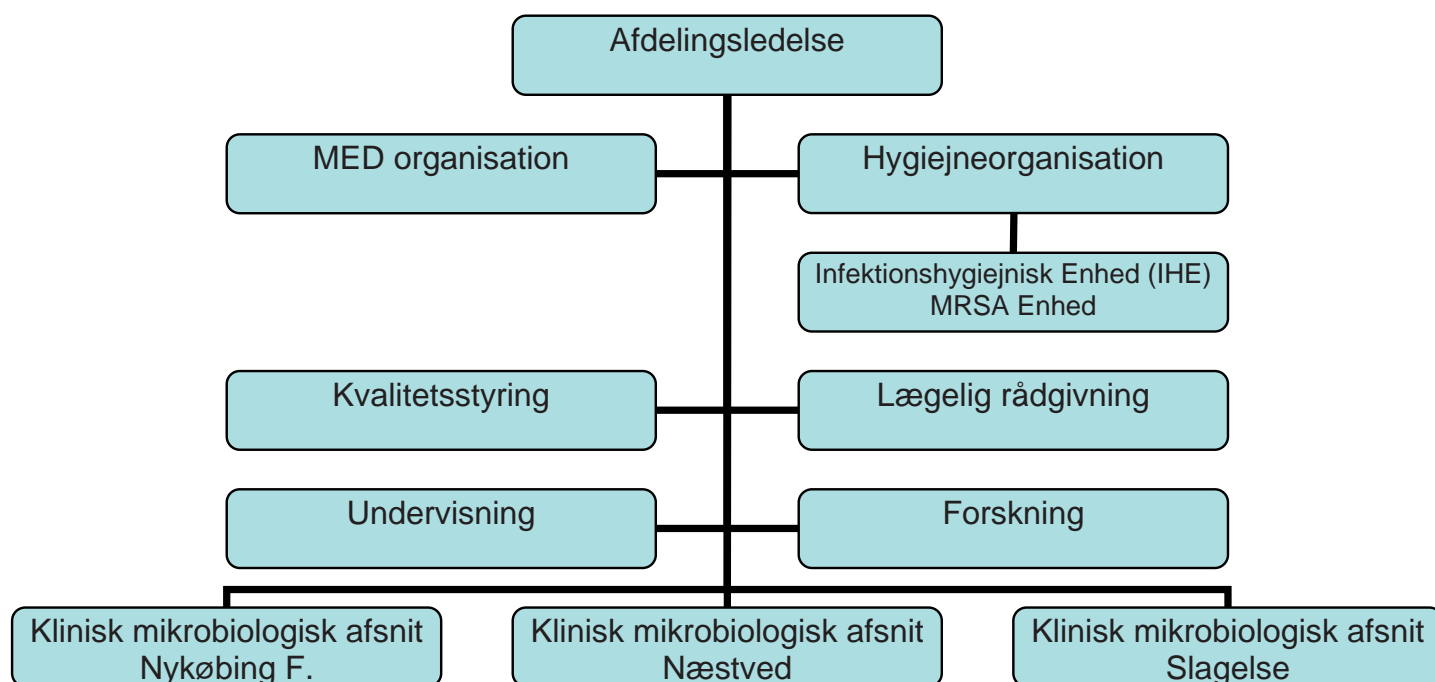 Afdelingsledelse
MED organisation
Hygiejneorganisation
Infektionshygiejnisk Enhed (IHE)
MRSA Enhed
Kvalitetsstyring
Lægelig rådgivning
Undervisning
Forskning
Klinisk mikrobiologisk afsnit
Nykøbing F.
Klinisk mikrobiologisk afsnit
Næstved
Klinisk mikrobiologisk afsnit
Slagelse